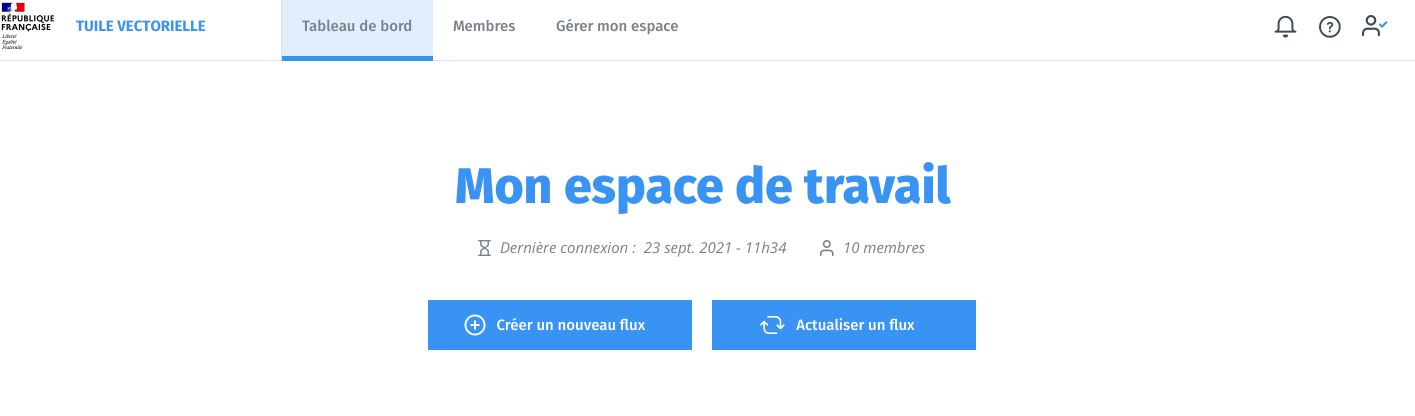 RÉPUBLIQUE
FRANÇAISE
Liberté
Égalité
Fraternité
TUILE VECTORIELLE
Tableau de bord
Membres
Gérer mon espace
Mon espace de travail
Dernière connexion : 23 sept. 2021 - 11h34
10 membres
Créer un nouveau flux
Actualiser un flux